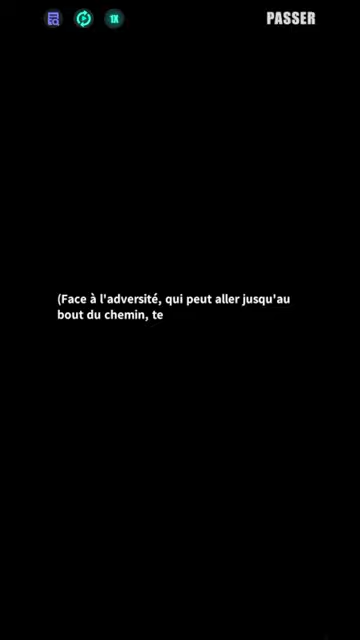 1X
PASSER
(Face à l'adversité, qui peut aller jusqu'au
bout du chemin, te